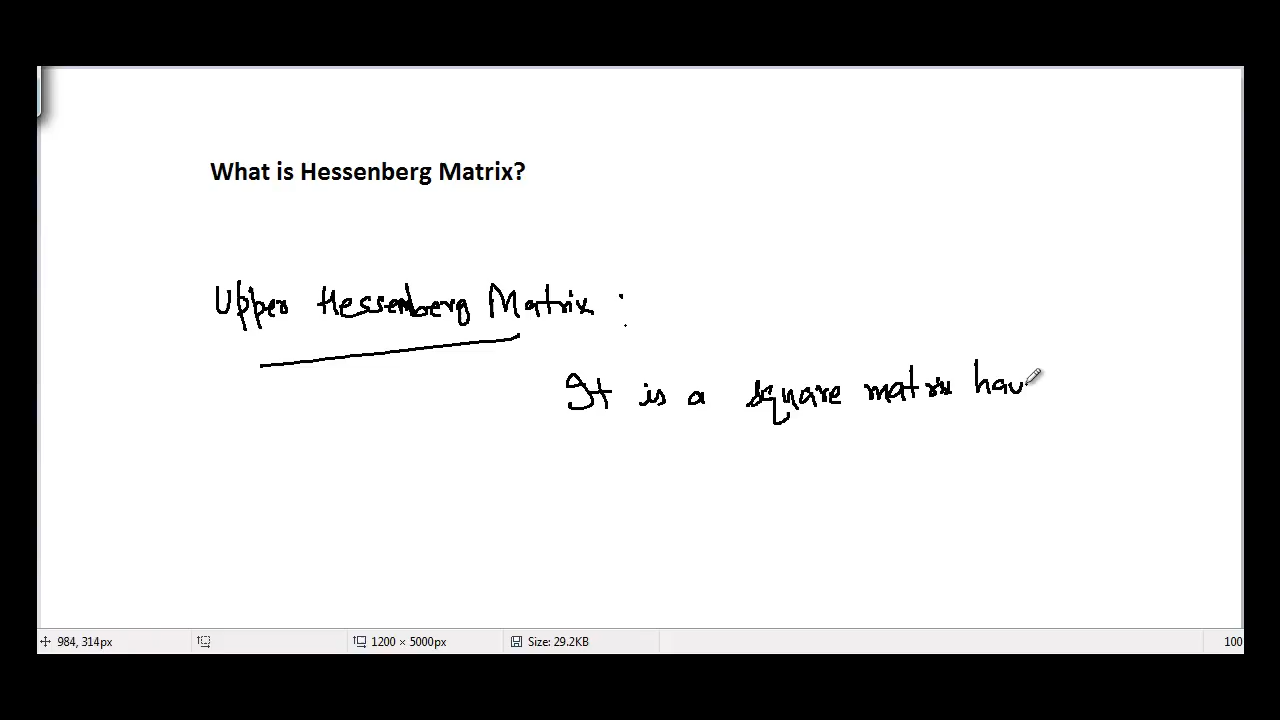 What is Hessenberg Matrix?
Upper Hessenberg Matrix :
It is a square matrix hav
984, 314px 1200 × 5000px Size: 29.2KB 100